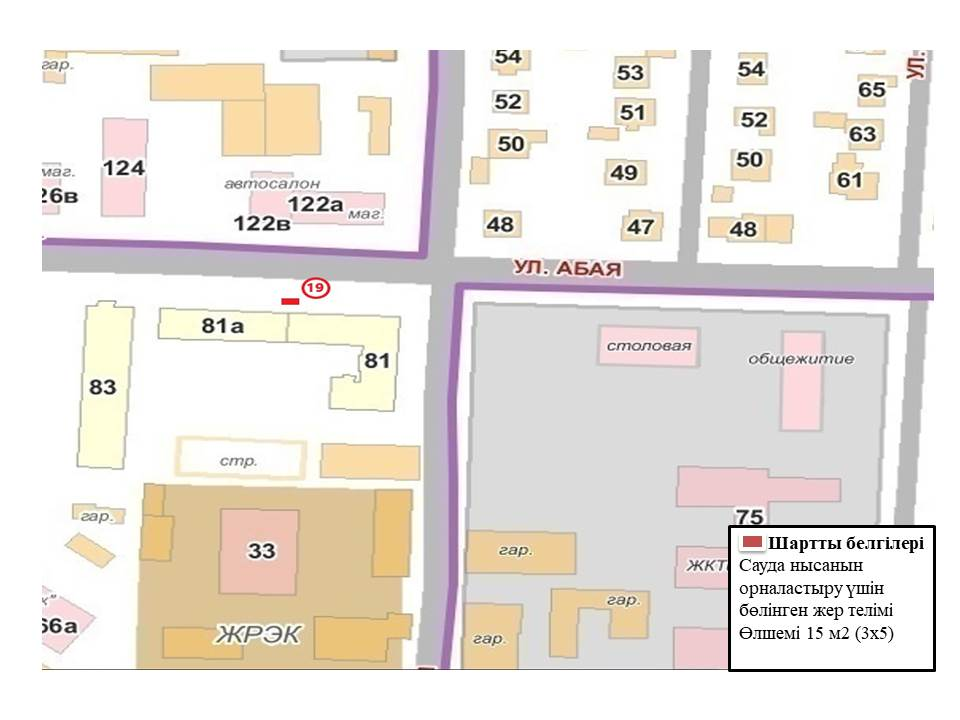 гар.
54
53
54
65
УЛ.
52
51
52
63
50
49
50
61
маг.
124
26в
автосалон
122а
маг.
122в
48
47
48
УЛ. АБАЯ
19
81а
81
83
столовая
общежитие
стр.
75
гар.
33
гар.
ЖКТ
66а
гар.
гар.
ЖРЭК
Шартты белгілері
Сауда нысанын
орналастыру үшін
бөлінген жер телімі
Өлшемі 15 м2 (3х5)